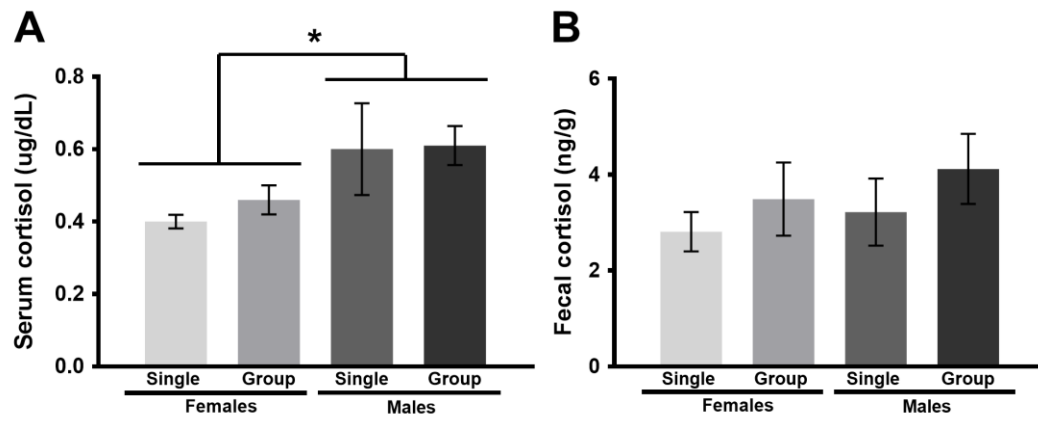 A
*
Serum cortisol (ug/dL)
0.8
0.6
0.4
0.2
0.0
Single Group Single Group
Females Males
B
Fecal cortisol (ng/g)
6
4
2
0
Single Group Single Group
Females Males